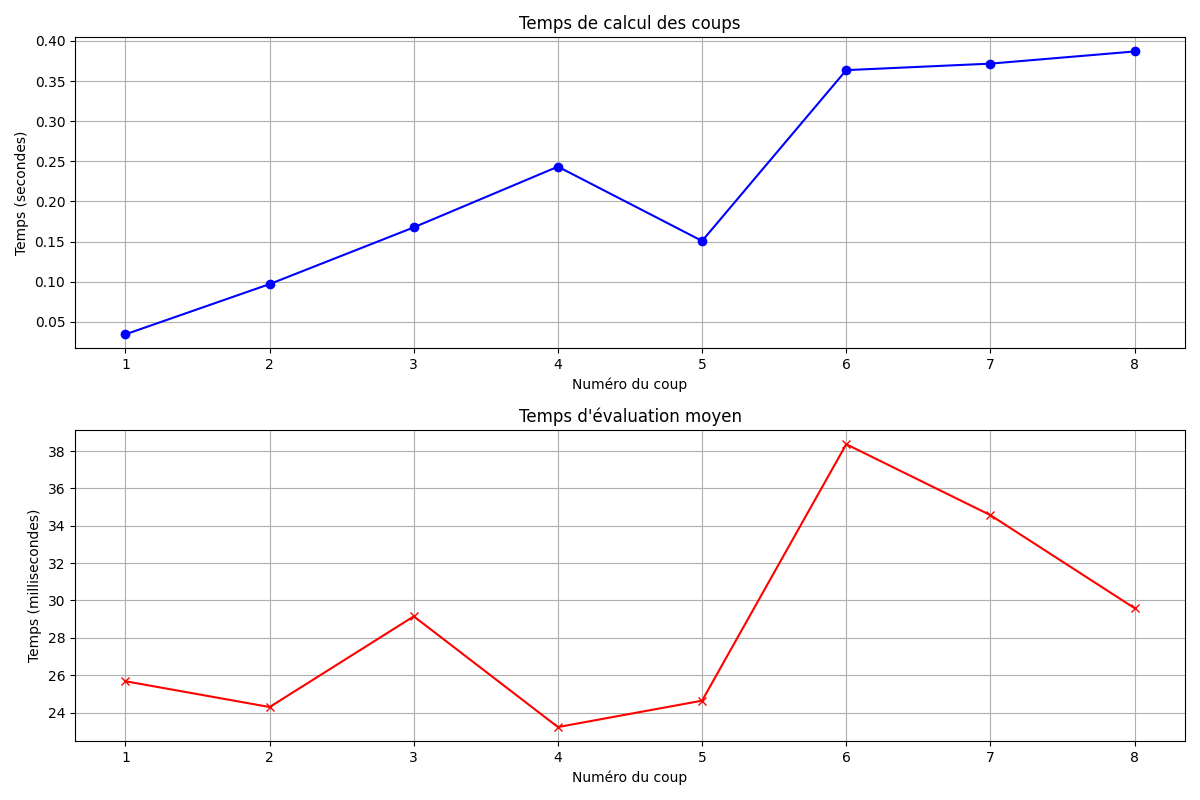 Temps de calcul des coups
0.40
0.35
0.30
0.25
0.20
0.15
0.10
0.05
Temps (secondes)
1 2 3 4 5 6 7 8
Numéro du coup
Temps d'évaluation moyen
38
36
34
32
30
28
26
24
Temps (millisecondes)
1 2 3 4 5 6 7 8
Numéro du coup